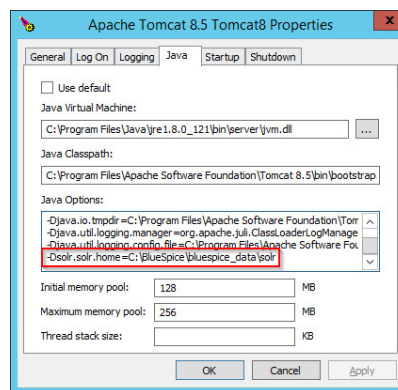 Apache Tomcat 8.5 Tomcat8 Properties
x
General Log On Logging Java Startup Shutdown
Use default
Java Virtual Machine:
C:\Program Files\Java\jre1.8.0_121\bin\server\jvm.dll
...
Java Classpath:
C:\Program Files\Apache Software Foundation\Tomcat 8.5\bin\bootstrap
Java Options:
-Djava.io.tmpdir=C:\Program Files\Apache Software Foundation\Tom
-Djava.util.logging.manager=org.apache.juli.ClassLoaderLogManage
-Djava.util.logging.config.file=C:\Program Files\Apache Software Fou
-Dsolr.solr.home=C:\BlueSpice\bluespice_data\solr
Initial memory pool: 128 MB
Maximum memory pool: 256 MB
Thread stack size: KB
OK Cancel Apply